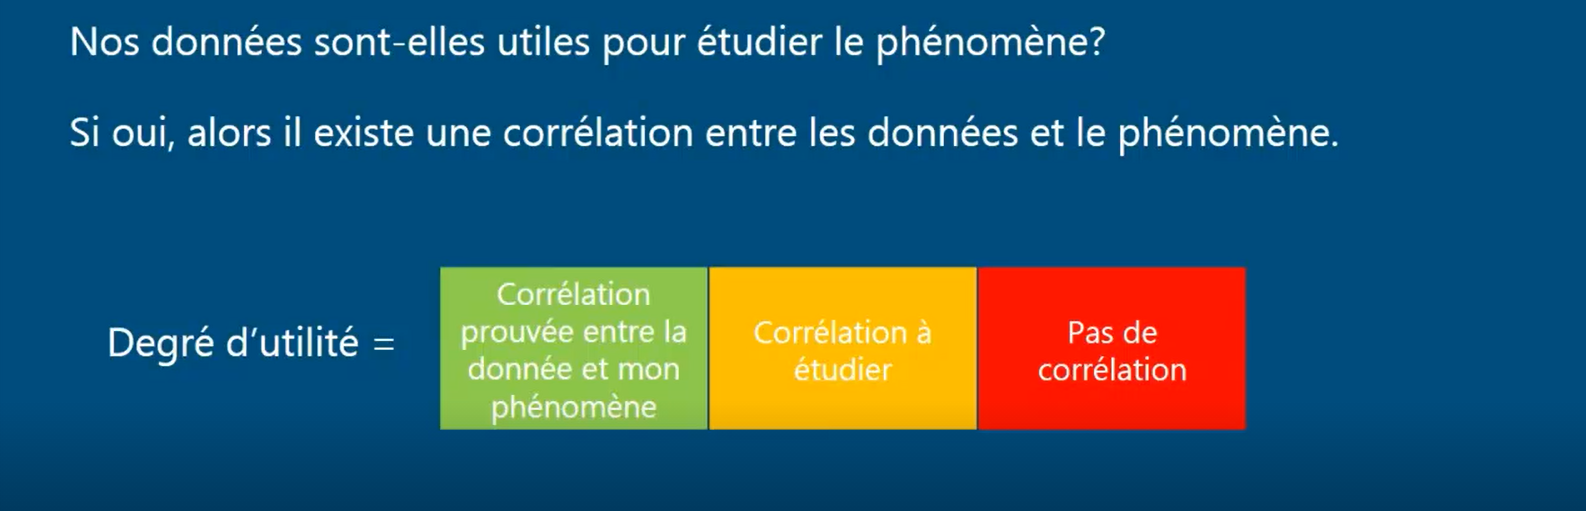 Nos données sont-elles utiles pour étudier le phénomène?
Si oui, alors il existe une corrélation entre les données et le phénomène.
Degré d’utilité =
Corrélation
prouvée entre la
donnée et mon
phénomène
Corrélation à
étudier
Pas de
corrélation